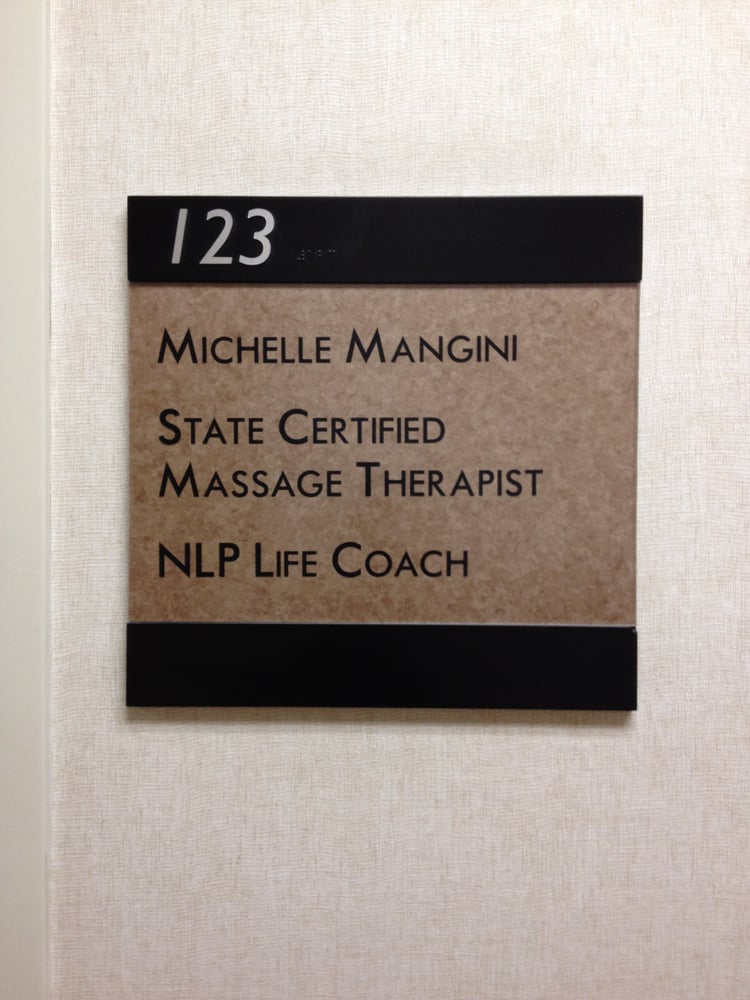 123
MICHELLE MANGINI
STATE CERTIFIED
MASSAGE THERAPIST
NLP LIFE COACH